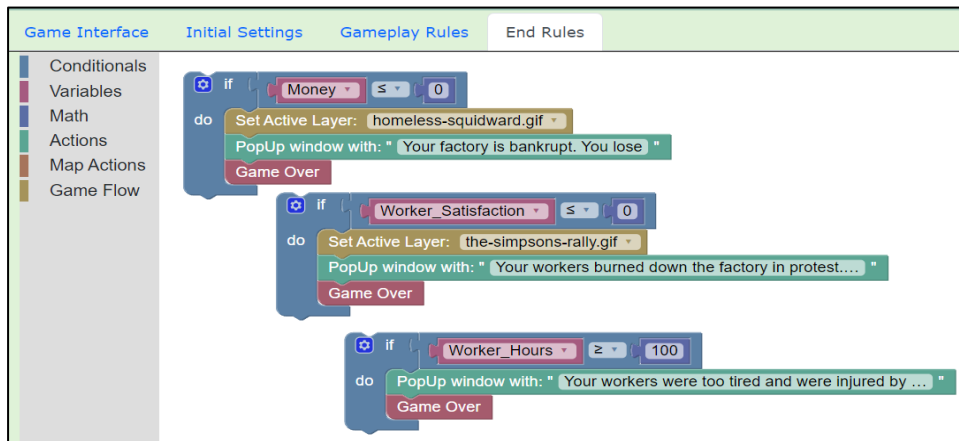 Game Interface Initial Settings Gameplay Rules End Rules
Conditionals
Variables
Math
Actions
Map Actions
Game Flow
if Money ≤ 0
do Set Active Layer: homeless-squidward.gif
PopUp window with: " Your factory is bankrupt. You lose "
Game Over
if Worker_Satisfaction ≤ 0
do Set Active Layer: the-simpsons-rally.gif
PopUp window with: " Your workers burned down the factory in protest.... "
Game Over
if Worker_Hours ≥ 100
do PopUp window with: " Your workers were too tired and were injured by ... "
Game Over